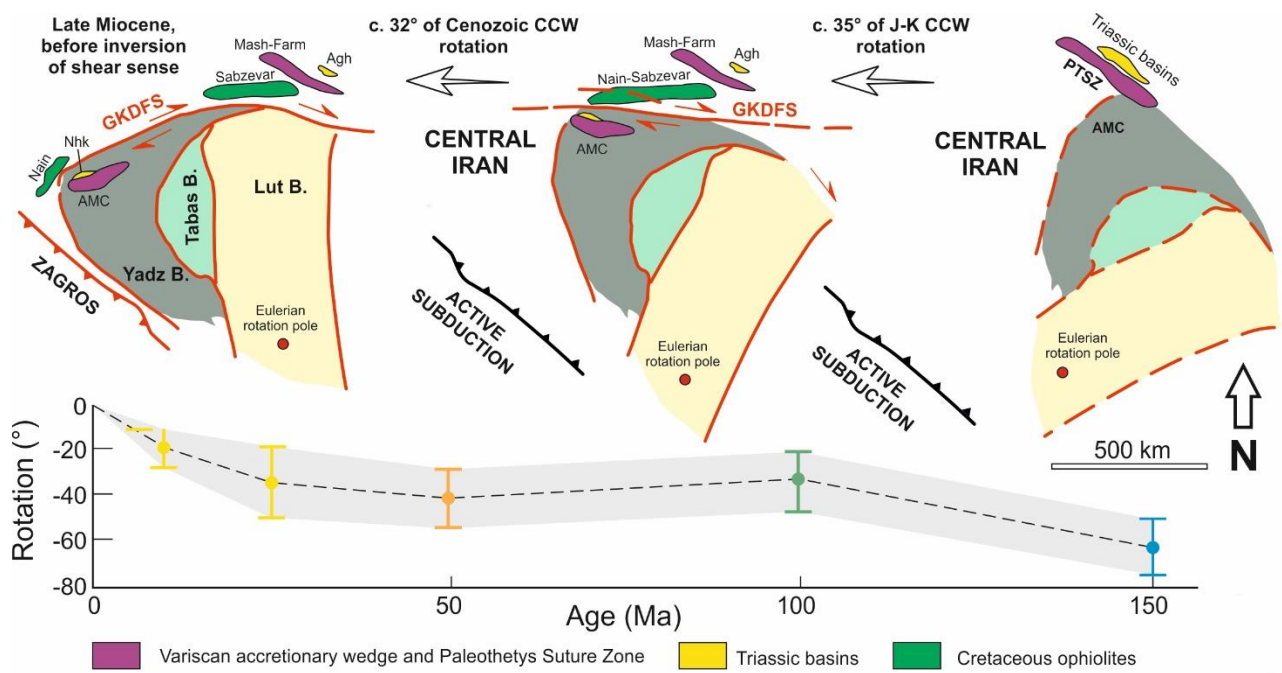 Late Miocene,
before inversion
of shear sense
Mash-Farm
Agh
Sabzevar
GKDFS
Nhk
Nain
AMC
Tabas B.
Lut B.
Yadz B.
ZAGROS
Eulerian
rotation pole
c. 32° of Cenozoic CCW
rotation
Mash-Farm
Agh
Nain-Sabzevar
GKDFS
CENTRAL
IRAN
AMC
ACTIVE
SUBDUCTION
Eulerian
rotation pole
c. 35° of J-K CCW
rotation
Triassic basins
PTSZ
CENTRAL
IRAN
AMC
ACTIVE
SUBDUCTION
Eulerian
rotation pole
N
500 km
Rotation (°)
0
-20
-40
-60
-80
0
50
100
150
Age (Ma)
Variscan accretionary wedge and Paleothetys Suture Zone
Triassic basins
Cretaceous ophiolites